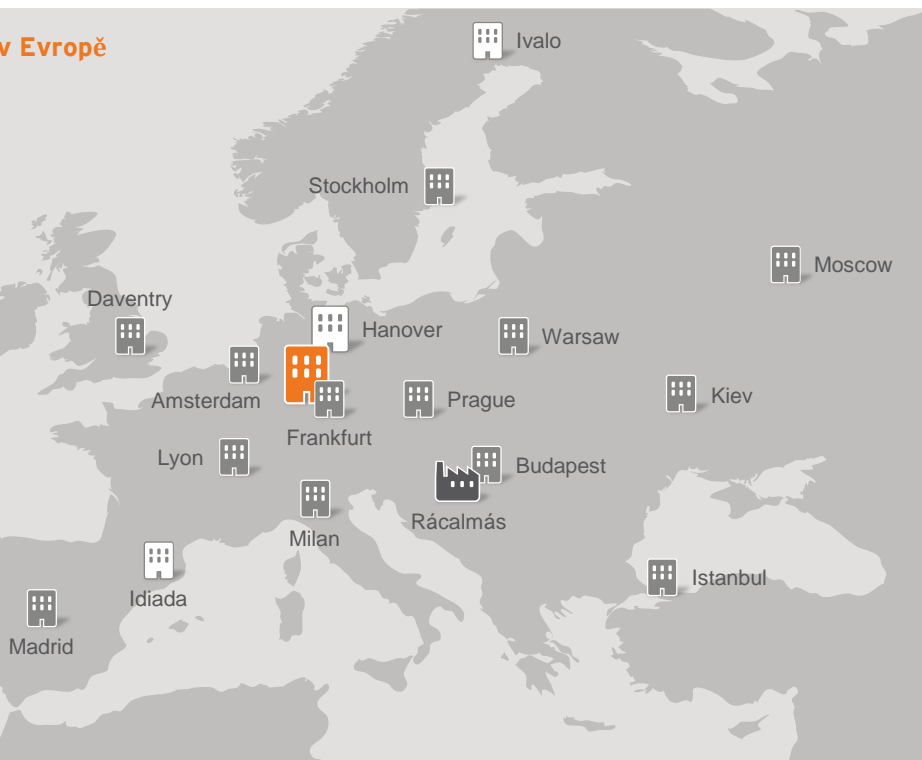 v Evropě
Ivalo
Stockholm
Moscow
Daventry
Hanover
Warsaw
Amsterdam
Prague
Kiev
Frankfurt
Lyon
Budapest
Rácalmás
Milan
Istanbul
Idiada
Madrid